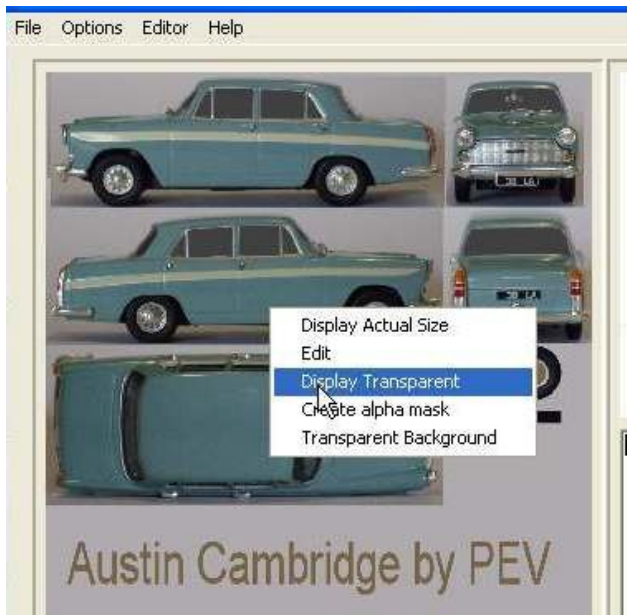 File Options Editor Help
Display Actual Size
Edit
Display Transparent
Create alpha mask
Transparent Background
Austin Cambridge by PEV